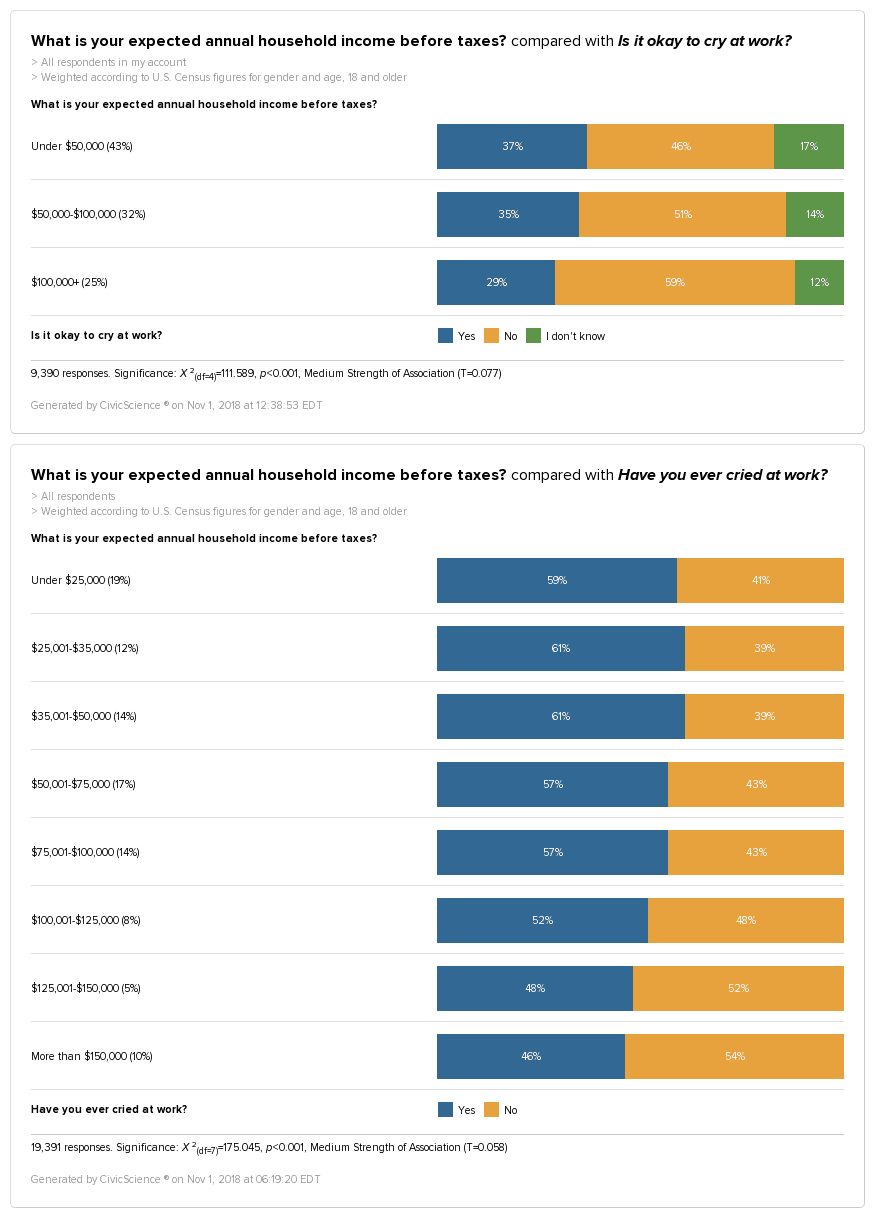 What is your expected annual household income before taxes? compared with Is it okay to cry at work?
> All respondents in my account
> Weighted according to U.S. Census figures for gender and age, 18 and older
What is your expected annual household income before taxes?
Under $50,000 (43%) 37% 46% 17%
$50,000-$100,000 (32%) 35% 51% 14%
$100,000+ (25%) 29% 59% 12%
Is it okay to cry at work? Yes No I don't know
9,390 responses. Significance: X ²(df=4)=111.589, p<0.001, Medium Strength of Association (T=0.077)
Generated by CivicScience ® on Nov 1, 2018 at 12:38:53 EDT
What is your expected annual household income before taxes? compared with Have you ever cried at work?
> All respondents
> Weighted according to U.S. Census figures for gender and age, 18 and older
What is your expected annual household income before taxes?
Under $25,000 (19%) 59% 41%
$25,001-$35,000 (12%) 61% 39%
$35,001-$50,000 (14%) 61% 39%
$50,001-$75,000 (17%) 57% 43%
$75,001-$100,000 (14%) 57% 43%
$100,001-$125,000 (8%) 52% 48%
$125,001-$150,000 (5%) 48% 52%
More than $150,000 (10%) 46% 54%
Have you ever cried at work? Yes No
19,391 responses. Significance: X ²(df=7)=175.045, p<0.001, Medium Strength of Association (T=0.058)
Generated by CivicScience ® on Nov 1, 2018 at 06:19:20 EDT